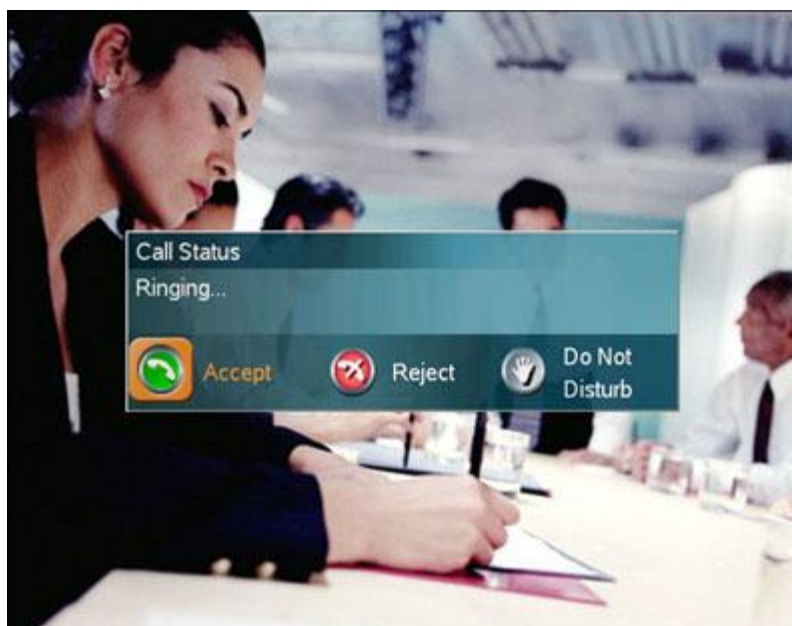 Call Status
Ringing...
Accept
Reject
Do Not
Disturb